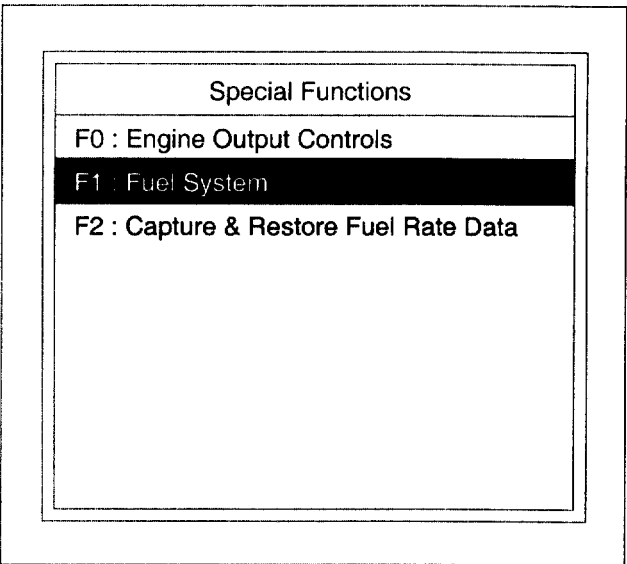 Special Functions
F0 : Engine Output Controls
F1 : Fuel System
F2 : Capture & Restore Fuel Rate Data